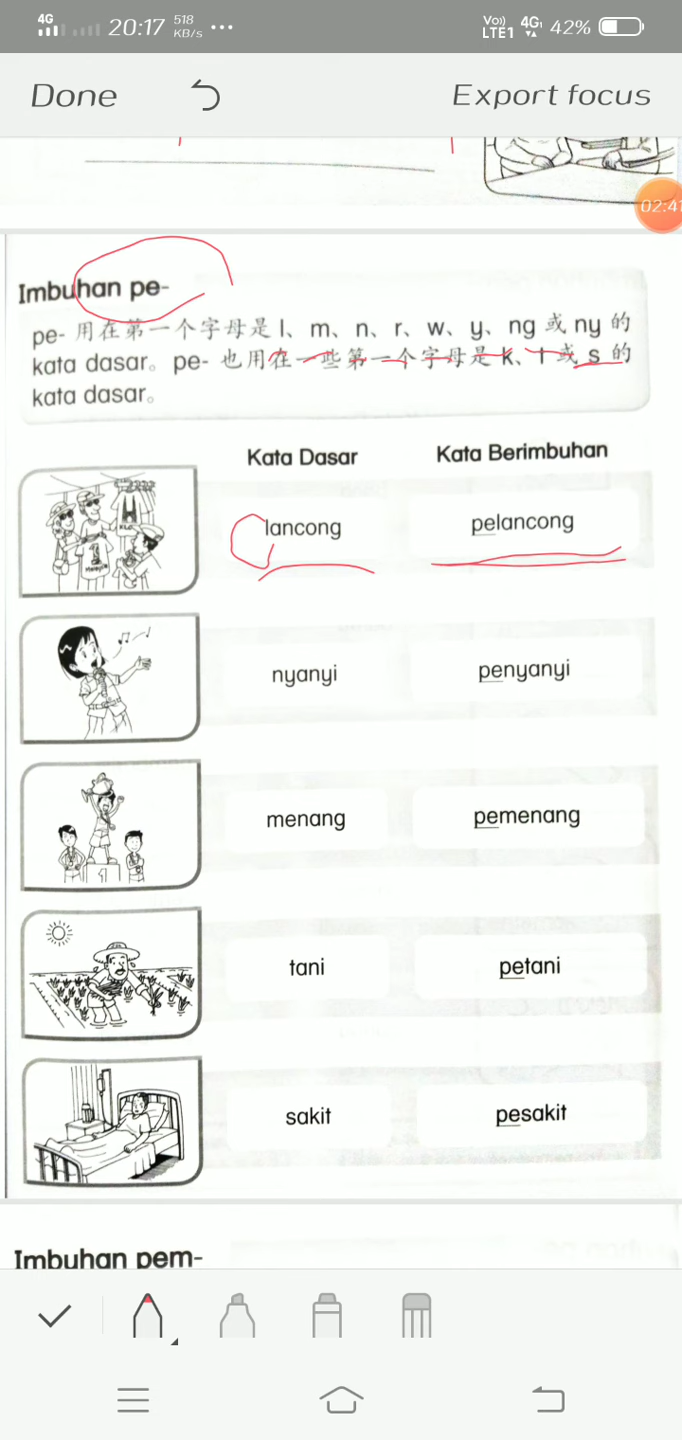 4G 20:17 518 KB/s ••• Vo)) LTE1 4G 42%
Done Export focus
02:41
Imbuhan pe-
pe- 用在第一个字母是 l、m、n、r、w、y、ng 或 ny 的
kata dasar。pe- 也用在一些第一个字母是 k、t 或 s 的
kata dasar。
Kata Dasar Kata Berimbuhan
lancong pelancong
nyanyi penyanyi
menang pemenang
1
tani petani
sakit pesakit
Imbuhan pem-